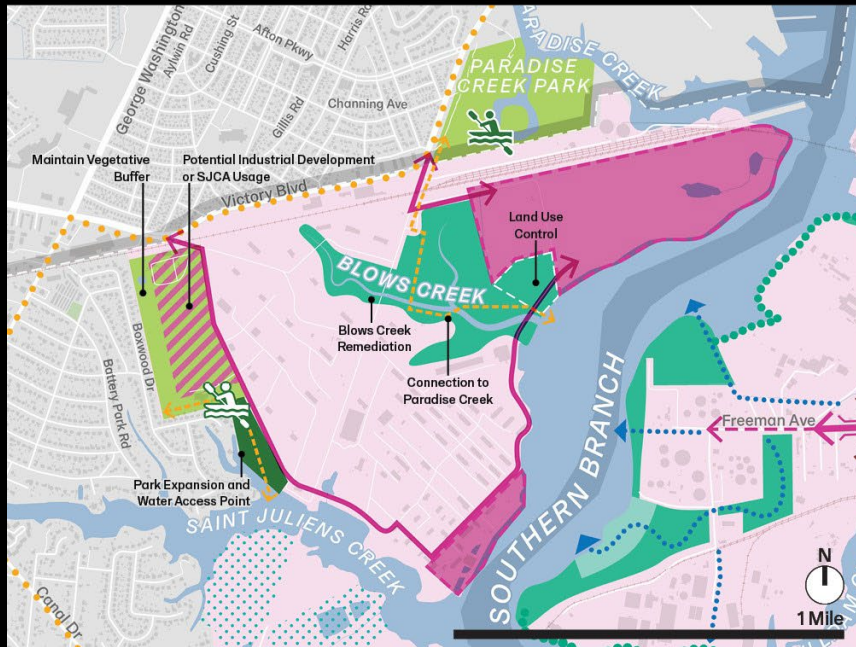 George Washington
Aylwin Rd
Cushing St
Afton Pkwy
Harris Rd
Channing Ave
Gillis Rd
PARADISE CREEK
PARADISE
CREEK PARK
Maintain Vegetative
Buffer
Potential Industrial Development
or SJCA Usage
Victory Blvd
Land Use
Control
BLOWS CREEK
Blows Creek
Remediation
Connection to
Paradise Creek
Boxwood Dr
Battery Park Rd
Freeman Ave
Park Expansion and
Water Access Point
SAINT JULIENS CREEK
SOUTHERN BRANCH
Canal Dr
N
1 Mile